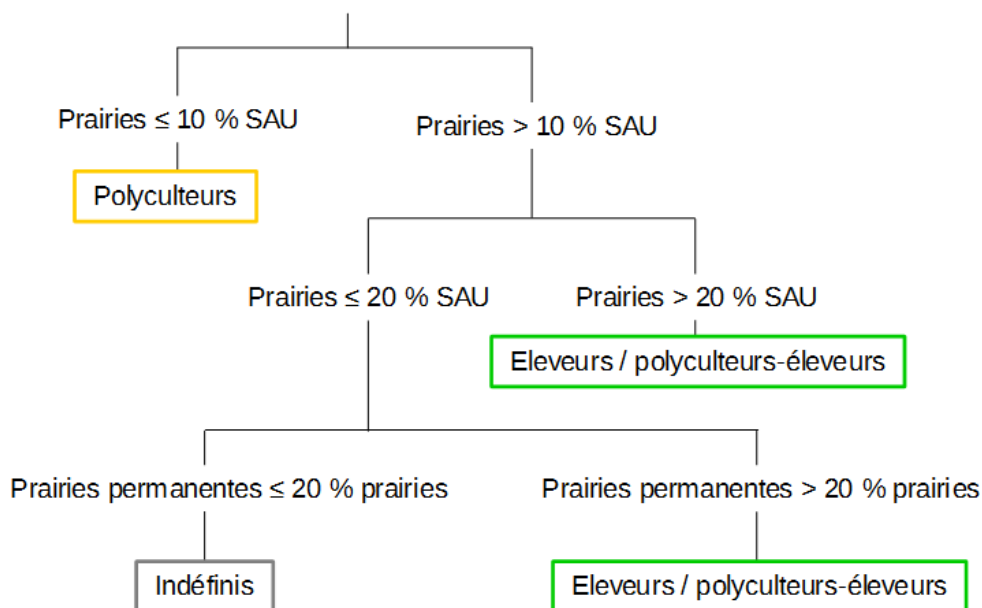 Prairies ≤ 10 % SAU
Prairies > 10 % SAU
Polyculteurs
Prairies ≤ 20 % SAU
Prairies > 20 % SAU
Eleveurs / polyculteurs-éleveurs
Prairies permanentes ≤ 20 % prairies
Prairies permanentes > 20 % prairies
Indéfinis
Eleveurs / polyculteurs-éleveurs